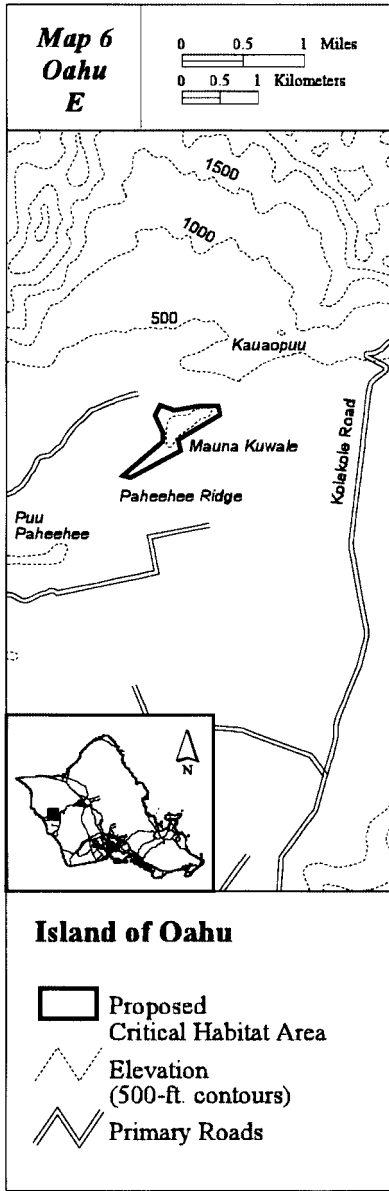 Map 6
Oahu
E
0 0.5 1 Miles
0 0.5 1 Kilometers
1500
1000
500
Kauaopuu
Kolekole Road
Mauna Kuwale
Paheehee Ridge
Puu
Paheehee
N
Island of Oahu
Proposed
Critical Habitat Area
Elevation
(500-ft. contours)
Primary Roads